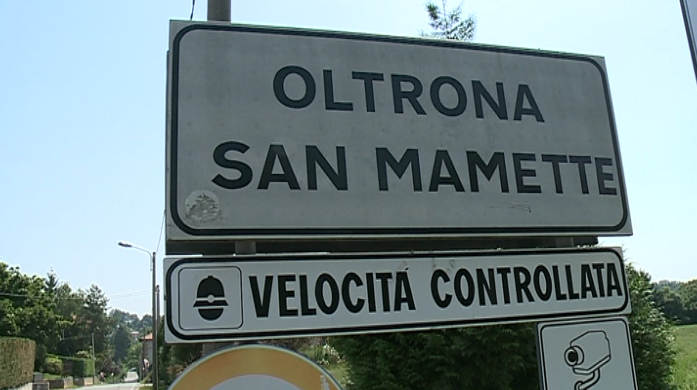 OLTRONA
SAN MAMETTE
VELOCITÁ CONTROLLATA